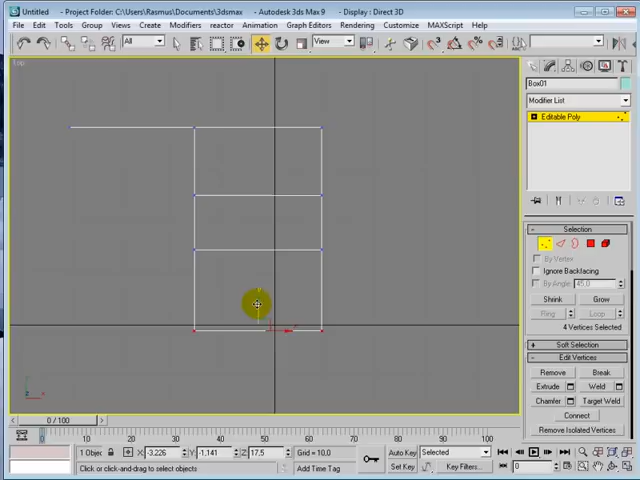 Untitled - Project Folder: C:\Users\Rasmus\Documents\3dsmax - Autodesk 3ds Max 9 - Display : Direct 3D
File Edit Tools Group Views Create Modifiers reactor Animation Graph Editors Rendering Customize MAXScript Help
All View
Top
Box01
Modifier List
Editable Poly
Selection
By Vertex
Ignore Backfacing
By Angle: 45,0
Shrink Grow
Ring Loop
4 Vertices Selected
Soft Selection
Edit Vertices
Remove Break
Extrude Weld
Chamfer Target Weld
Connect
Remove Isolated Vertices
0 / 100
0 10 20 30 40 50 60 70 80 90 100
1 Objec X: -3,226 Y: -1,141 Z: 17,5 Grid = 10,0 Auto Key Selected
Click or click-and-drag to select objects Add Time Tag Set Key Key Filters... 0